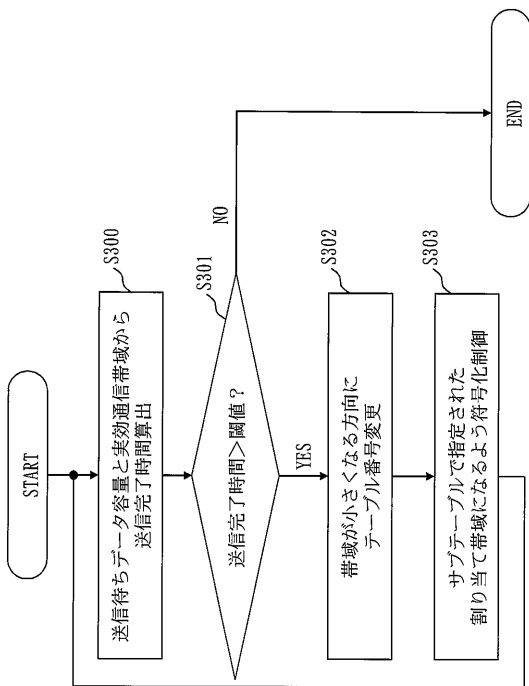 START
S300
送信待ちデータ容量と実効通信帯域から
送信完了時間算出
S301
送信完了時間>閾値?
NO
YES
S302
帯域が小さくなる方向に
テーブル番号変更
S303
サブテーブルで指定された
割り当て帯域になるよう符号化制御
END